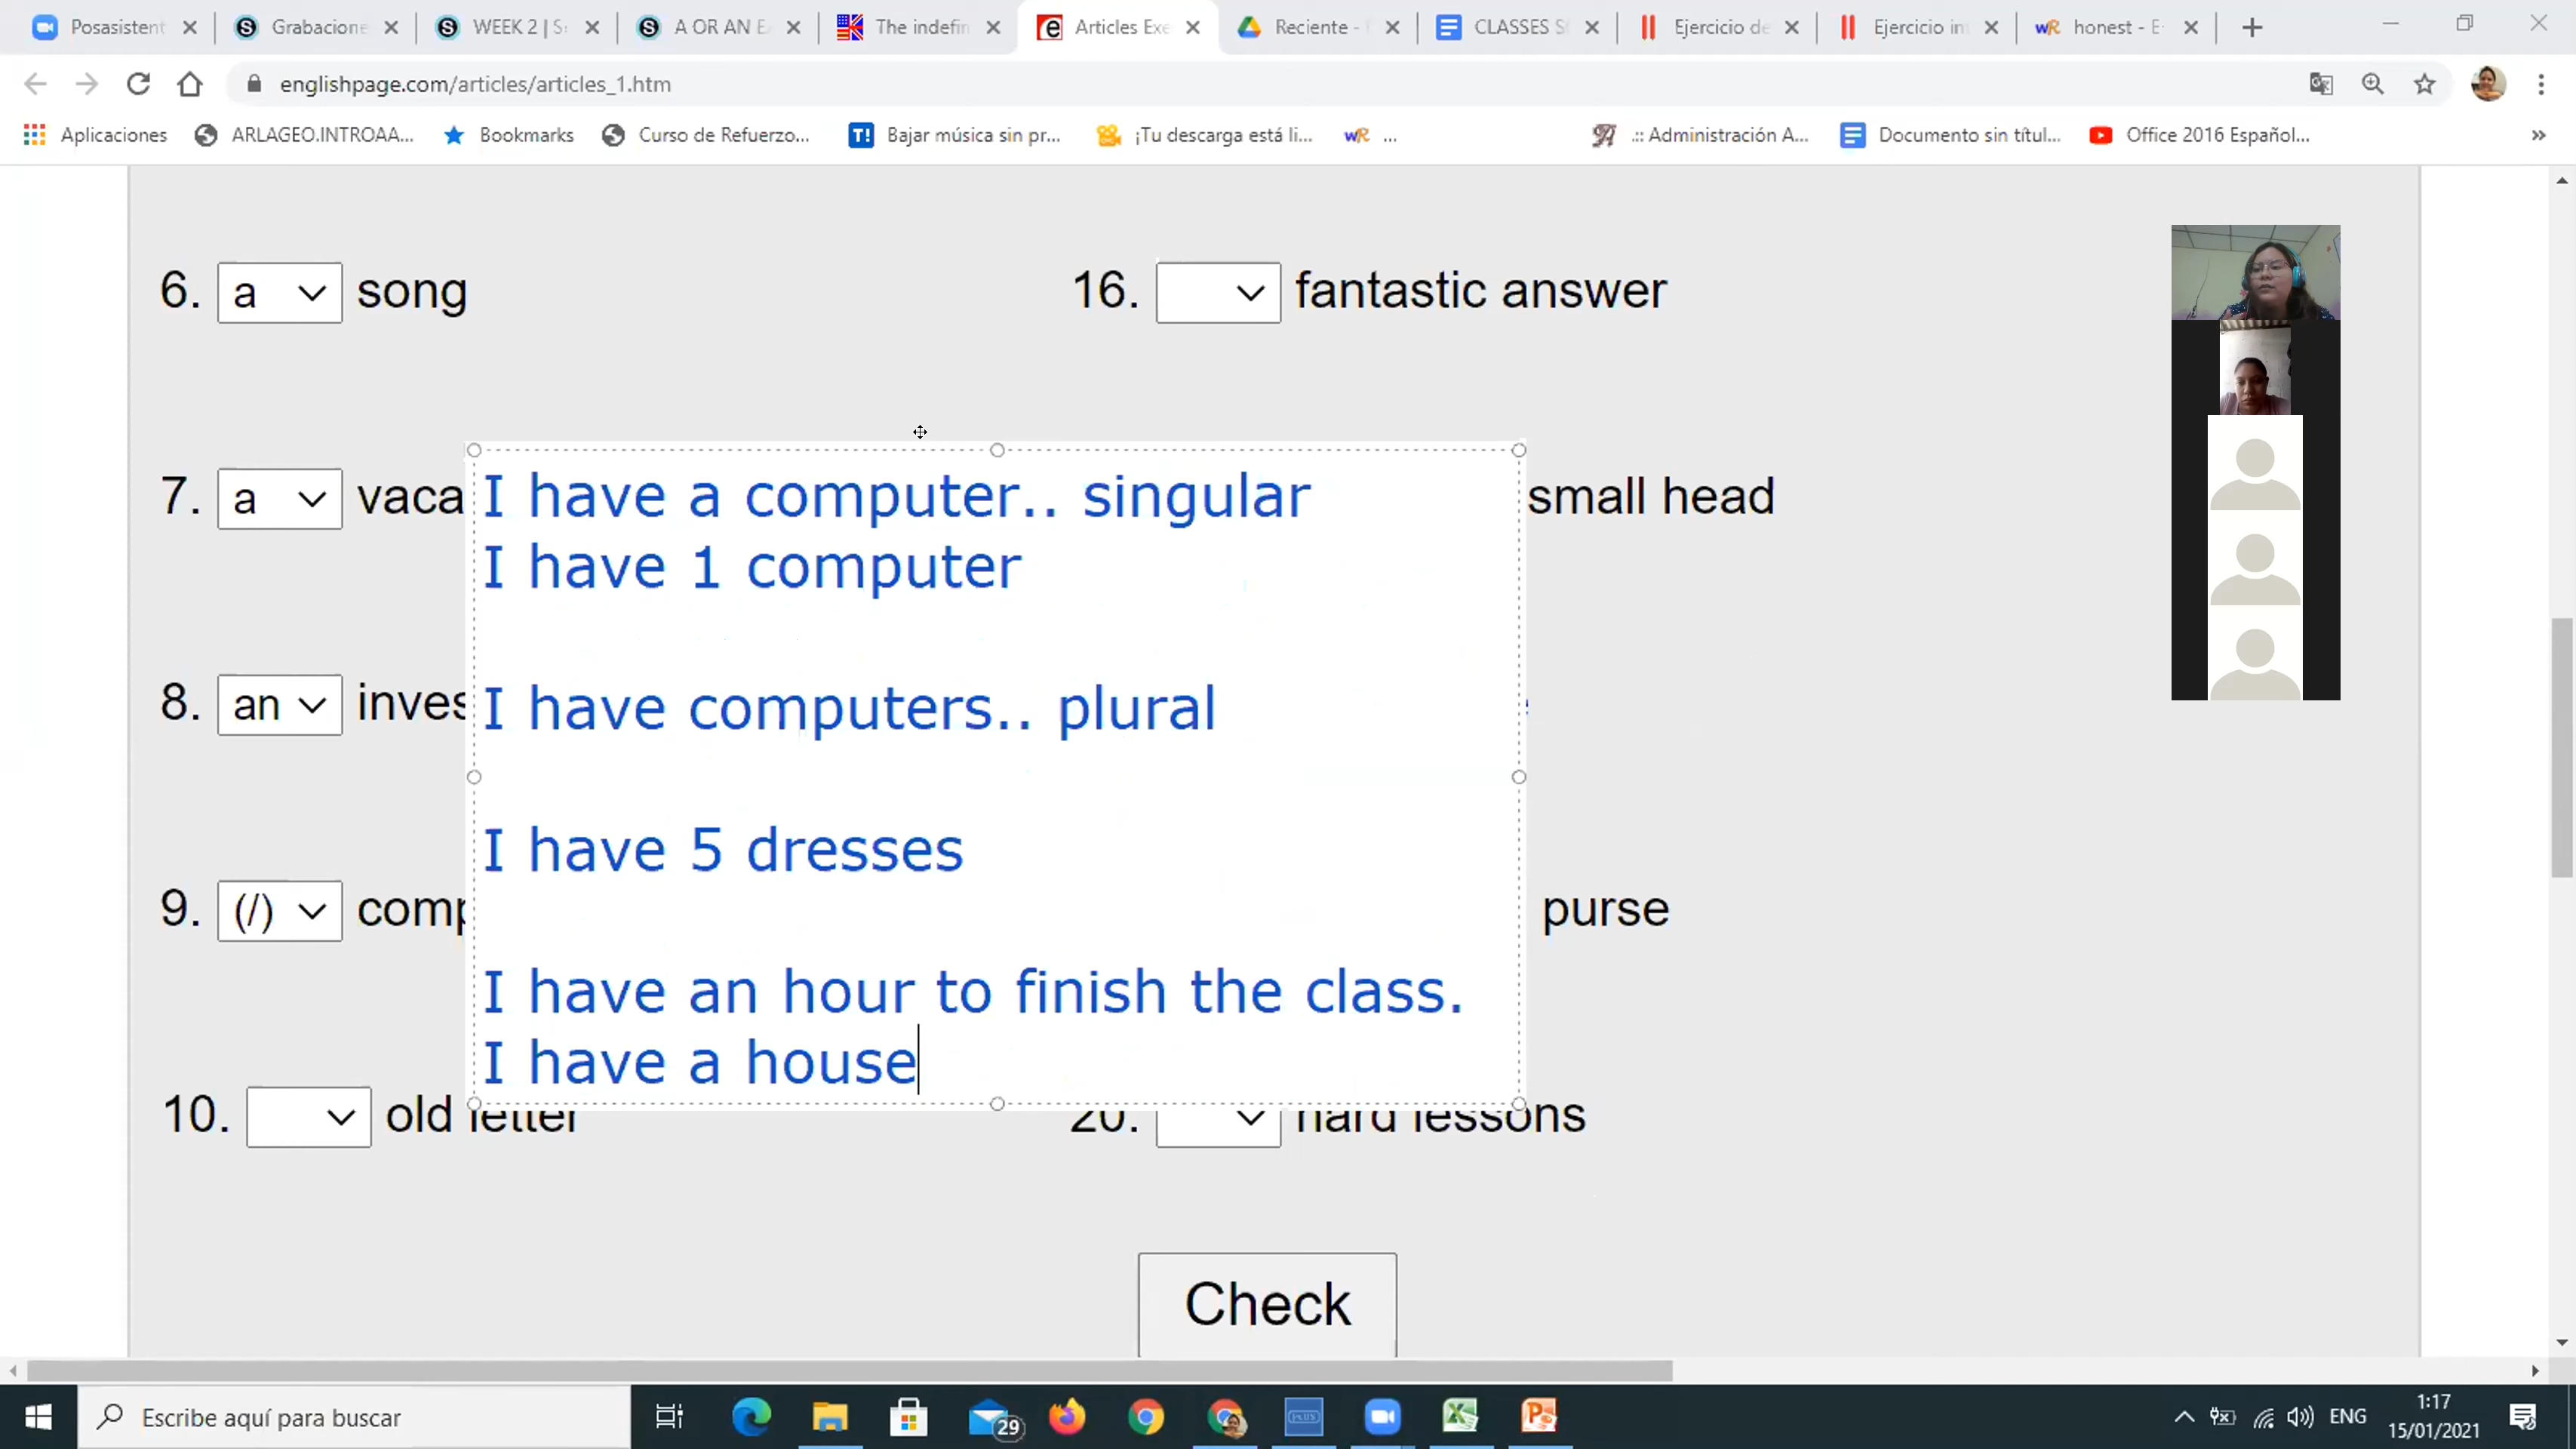 Posasistent
Grabacione
WEEK 2 | S
A OR AN E
The indefin
Articles Exe
Reciente -
CLASSES S
Ejercicio de
Ejercicio in
wR honest - E
englishpage.com/articles/articles_1.htm
Aplicaciones
ARLAGEO.INTROAA...
Bookmarks
Curso de Refuerzo...
T! Bajar música sin pr...
¡Tu descarga está li...
wR ...
.:: Administración A...
Documento sin títul...
Office 2016 Español...
»
6. a song
16. fantastic answer
7. a vaca
small head
8. an inves
9. (/) comp
purse
10. old letter
20. hard lessons
I have a computer.. singular
I have 1 computer
I have computers.. plural
I have 5 dresses
I have an hour to finish the class.
I have a house
Check
Escribe aquí para buscar
29
ENG
1:17
15/01/2021